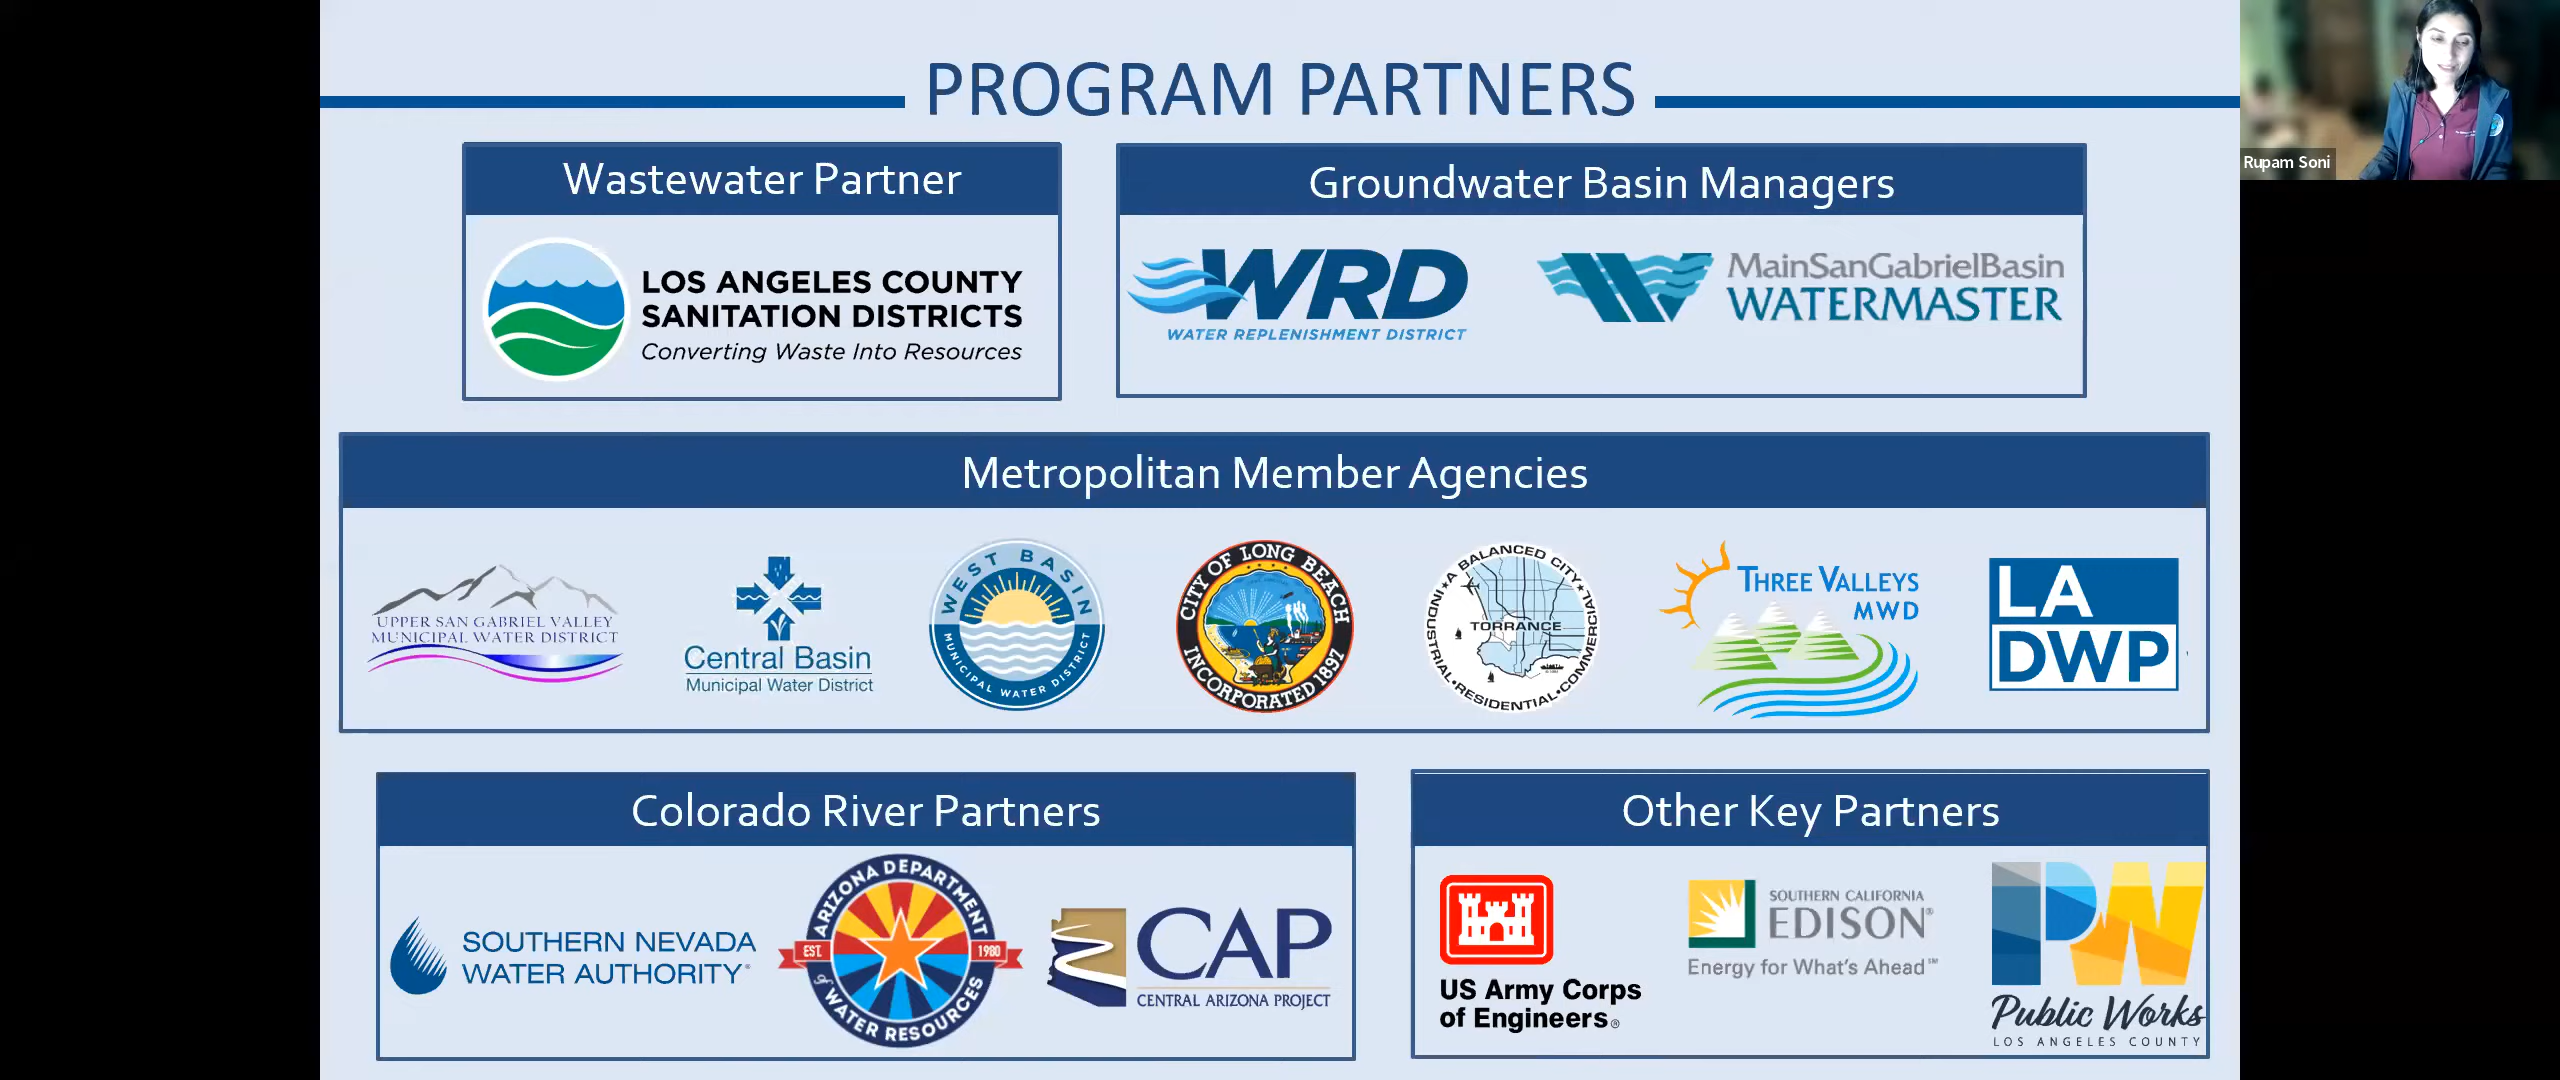 PROGRAM PARTNERS
Rupam Soni
Wastewater Partner
LOS ANGELES COUNTY
SANITATION DISTRICTS
Converting Waste Into Resources
Groundwater Basin Managers
WRD
WATER REPLENISHMENT DISTRICT
MainSanGabrielBasin
WATERMASTER
Metropolitan Member Agencies
UPPER SAN GABRIEL VALLEY
MUNICIPAL WATER DISTRICT
Central Basin
Municipal Water District
WEST BASIN
MUNICIPAL WATER DISTRICT
CITY OF LONG BEACH
INCORPORATED 1897
A BALANCED CITY
INDUSTRIAL • RESIDENTIAL • COMMERCIAL
TORRANCE
THREE VALLEYS
MWD
LA
DWP
Colorado River Partners
SOUTHERN NEVADA
WATER AUTHORITY®
ARIZONA DEPARTMENT
EST. 1980
of WATER RESOURCES
CAP
CENTRAL ARIZONA PROJECT
Other Key Partners
US Army Corps
of Engineers®
SOUTHERN CALIFORNIA
EDISON®
Energy for What's Ahead™
PW
Public Works
LOS ANGELES COUNTY